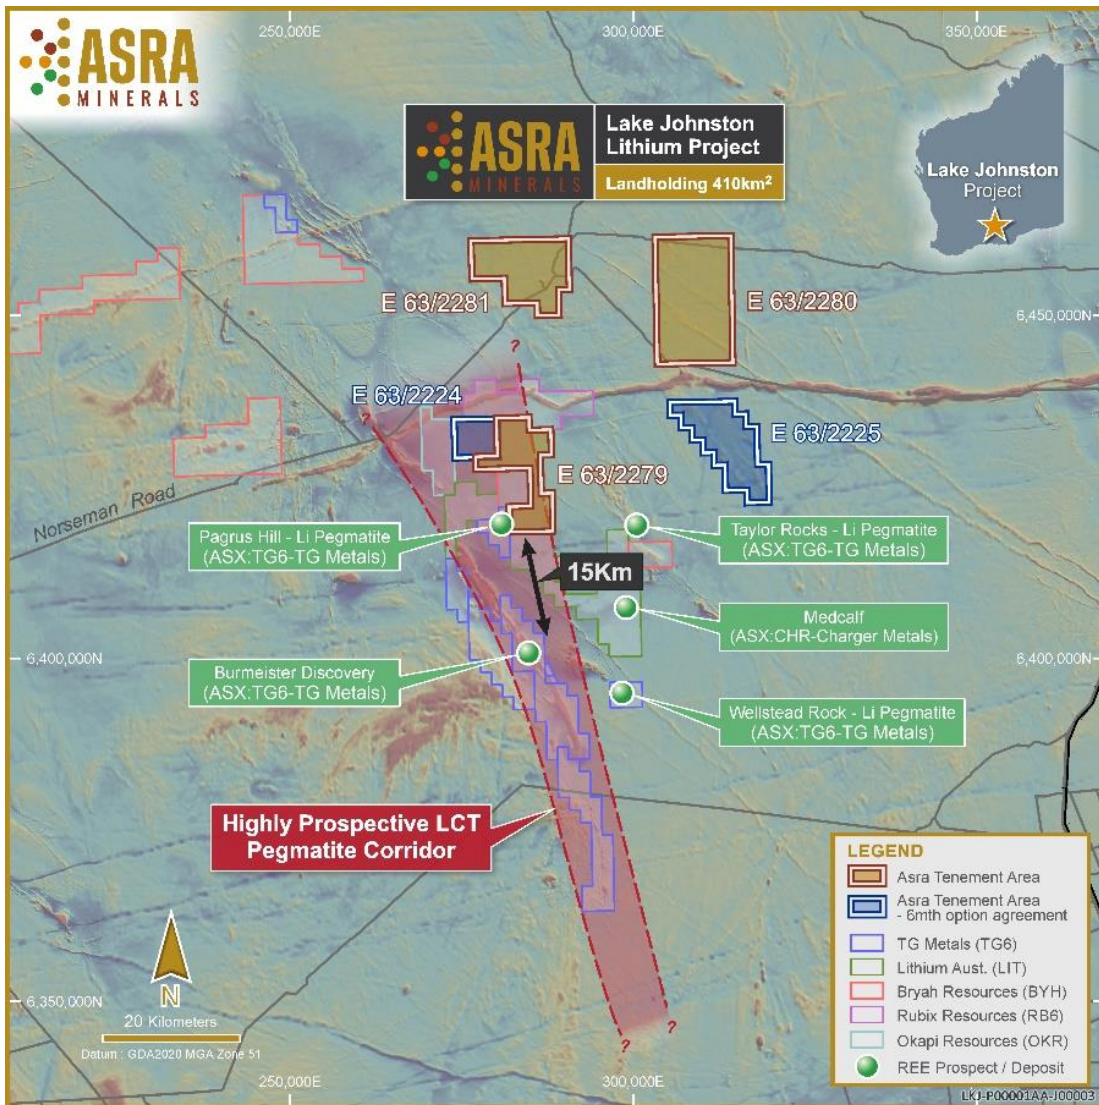 ASRA
MINERALS
250,000E
300,000E
350,000E
ASRA
MINERALS
Lake Johnston
Lithium Project
Landholding 410km²
Lake Johnston
Project
E 63/2281
E 63/2280
6,450,000N
6,450,000N
?
E 63/2224
?
E 63/2225
E 63/2279
Norseman Road
Pagrus Hill - Li Pegmatite
(ASX:TG6-TG Metals)
Taylor Rocks - Li Pegmatite
(ASX:TG6-TG Metals)
15Km
Medcalf
(ASX:CHR-Charger Metals)
6,400,000N
6,400,000N
Burmeister Discovery
(ASX:TG6-TG Metals)
Wellstead Rock - Li Pegmatite
(ASX:TG6-TG Metals)
Highly Prospective LCT
Pegmatite Corridor
LEGEND
Asra Tenement Area
Asra Tenement Area
- 6mth option agreement
TG Metals (TG6)
Lithium Aust. (LIT)
Bryah Resources (BYH)
Rubix Resources (RB6)
Okapi Resources (OKR)
REE Prospect / Deposit
N
6,350,000N
20 Kilometers
Datum : GDA2020 MGA Zone 51
?
?
250,000E
300,000E
LKJ-P00001AA-J00003